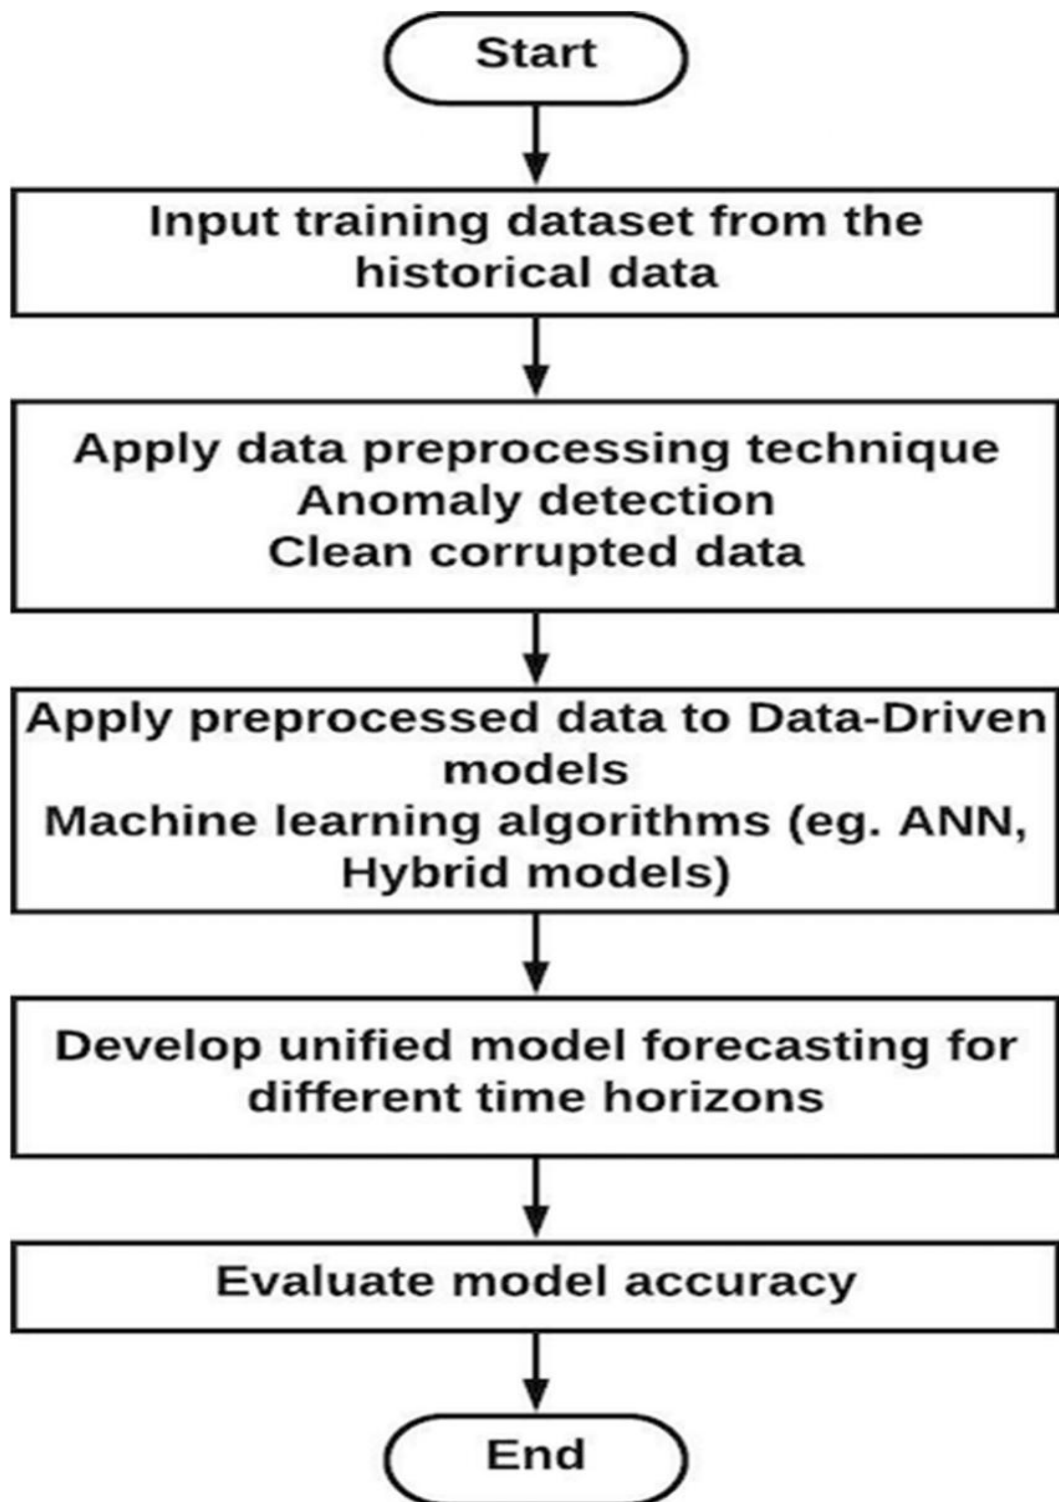 Start
Input training dataset from the
historical data
Apply data preprocessing technique
Anomaly detection
Clean corrupted data
Apply preprocessed data to Data-Driven
models
Machine learning algorithms (eg. ANN,
Hybrid models)
Develop unified model forecasting for
different time horizons
Evaluate model accuracy
End